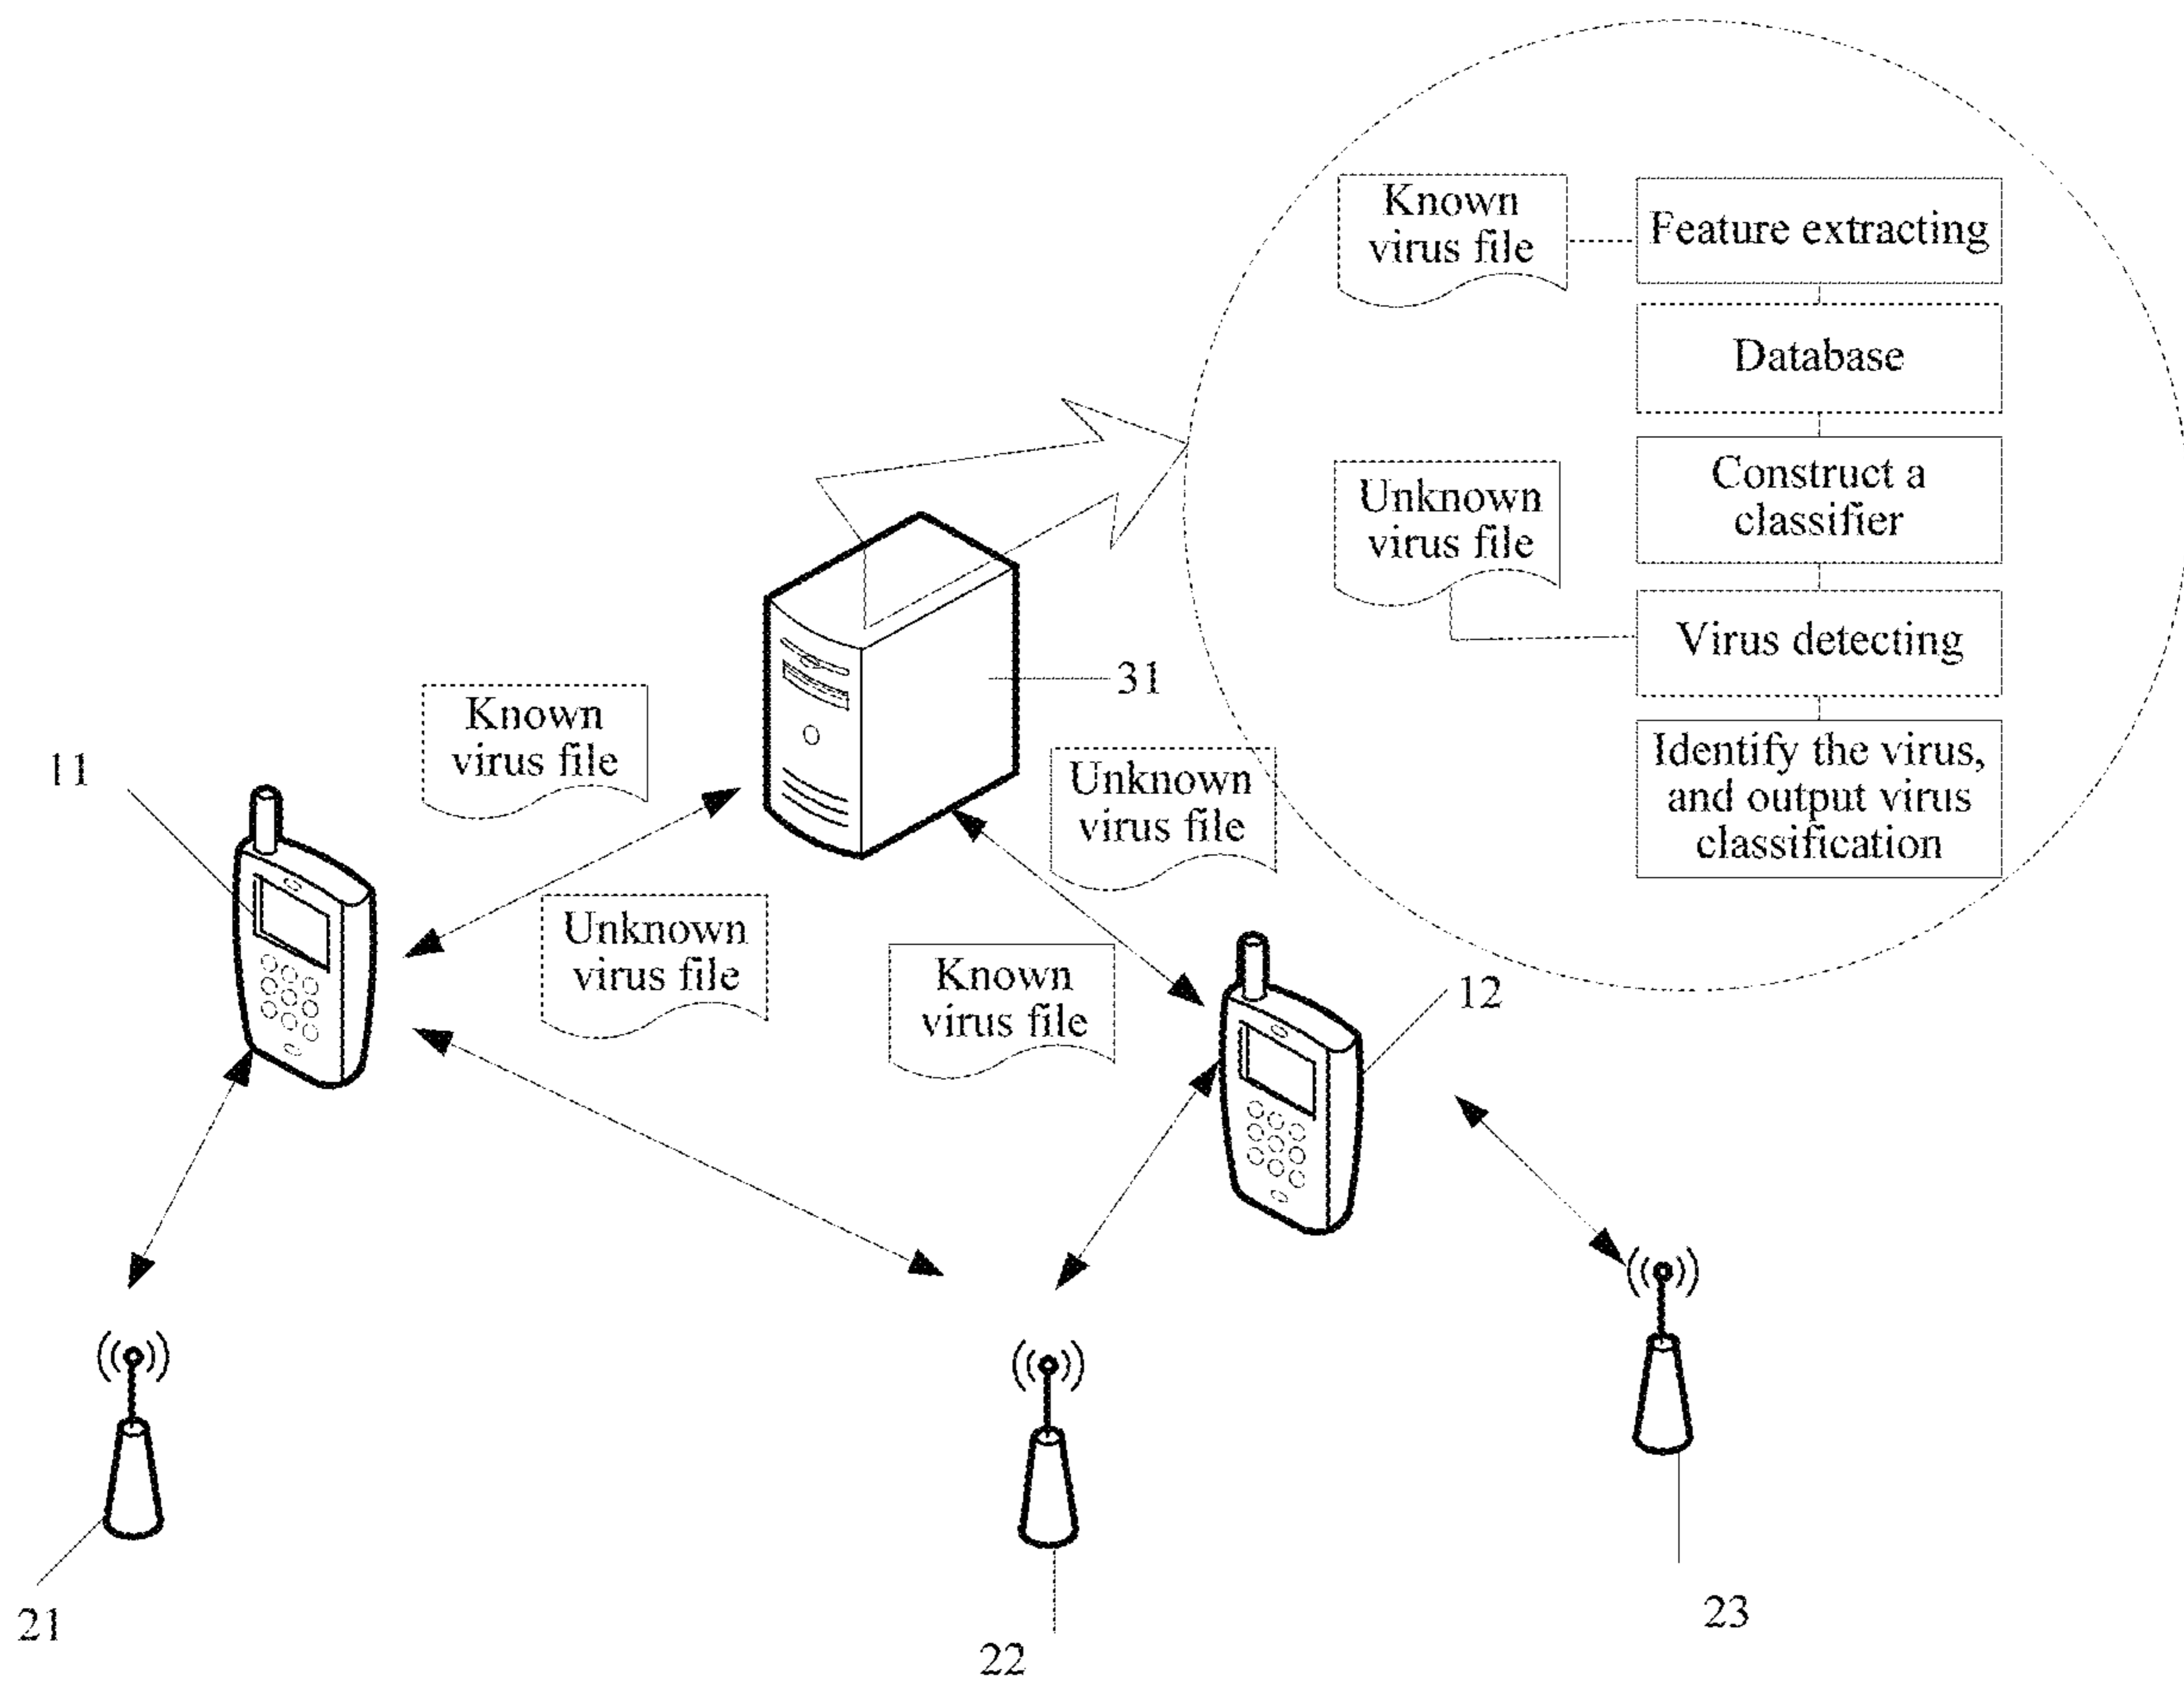 Known
virus file
Feature extracting
Database
Unknown
virus file
Construct a
classifier
Virus detecting
Identify the virus,
and output virus
classification
31
Known
virus file
11
Unknown
virus file
Unknown
virus file
Known
virus file
12
21
22
23